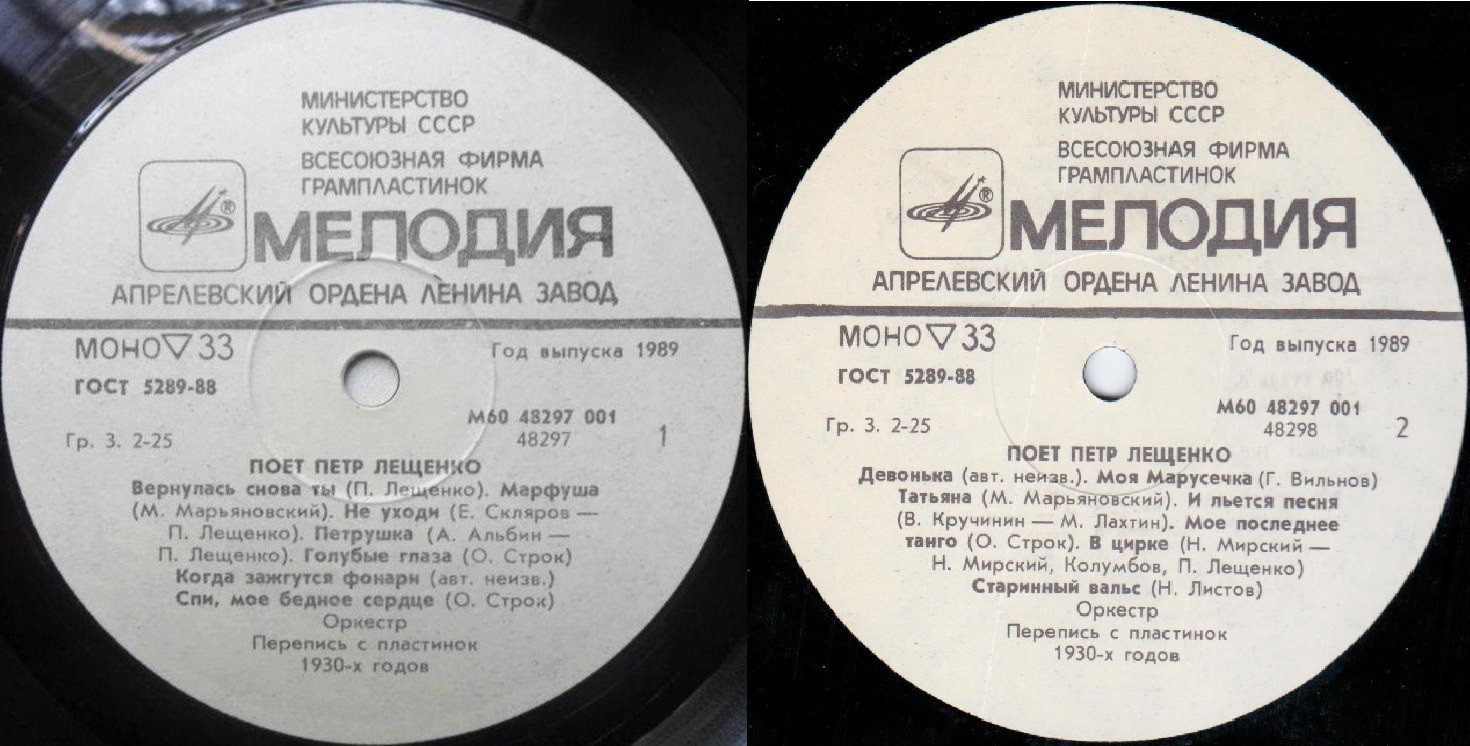 МИНИСТЕРСТВО
КУЛЬТУРЫ СССР
ВСЕСОЮЗНАЯ ФИРМА
ГРАМПЛАСТИНОК
®
МЕЛОДИЯ
АПРЕЛЕВСКИЙ ОРДЕНА ЛЕНИНА ЗАВОД
МОНО ▽ 33
Год выпуска 1989
ГОСТ 5289-88
М60 48297 001
Гр. 3. 2-25
48297
1
ПОЕТ ПЕТР ЛЕЩЕНКО
Вернулась снова ты (П. Лещенко). Марфуша
(М. Марьяновский). Не уходи (Е. Скляров —
П. Лещенко). Петрушка (А. Альбин —
П. Лещенко). Голубые глаза (О. Строк)
Когда зажгутся фонари (авт. неизв.)
Спи, мое бедное сердце (О. Строк)
Оркестр
Перепись с пластинок
1930-х годов
МИНИСТЕРСТВО
КУЛЬТУРЫ СССР
ВСЕСОЮЗНАЯ ФИРМА
ГРАМПЛАСТИНОК
®
МЕЛОДИЯ
АПРЕЛЕВСКИЙ ОРДЕНА ЛЕНИНА ЗАВОД
МОНО ▽ 33
Год выпуска 1989
ГОСТ 5289-88
М60 48297 001
Гр. 3. 2-25
48298
2
ПОЕТ ПЕТР ЛЕЩЕНКО
Девонька (авт. неизв.). Моя Марусечка (Г. Вильнов)
Татьяна (М. Марьяновский). И льется песня
(В. Кручинин — М. Лахтин). Мое последнее
танго (О. Строк). В цирке (Н. Мирский —
Н. Мирский, Колумбов, П. Лещенко)
Старинный вальс (Н. Листов)
Оркестр
Перепись с пластинок
1930-х годов